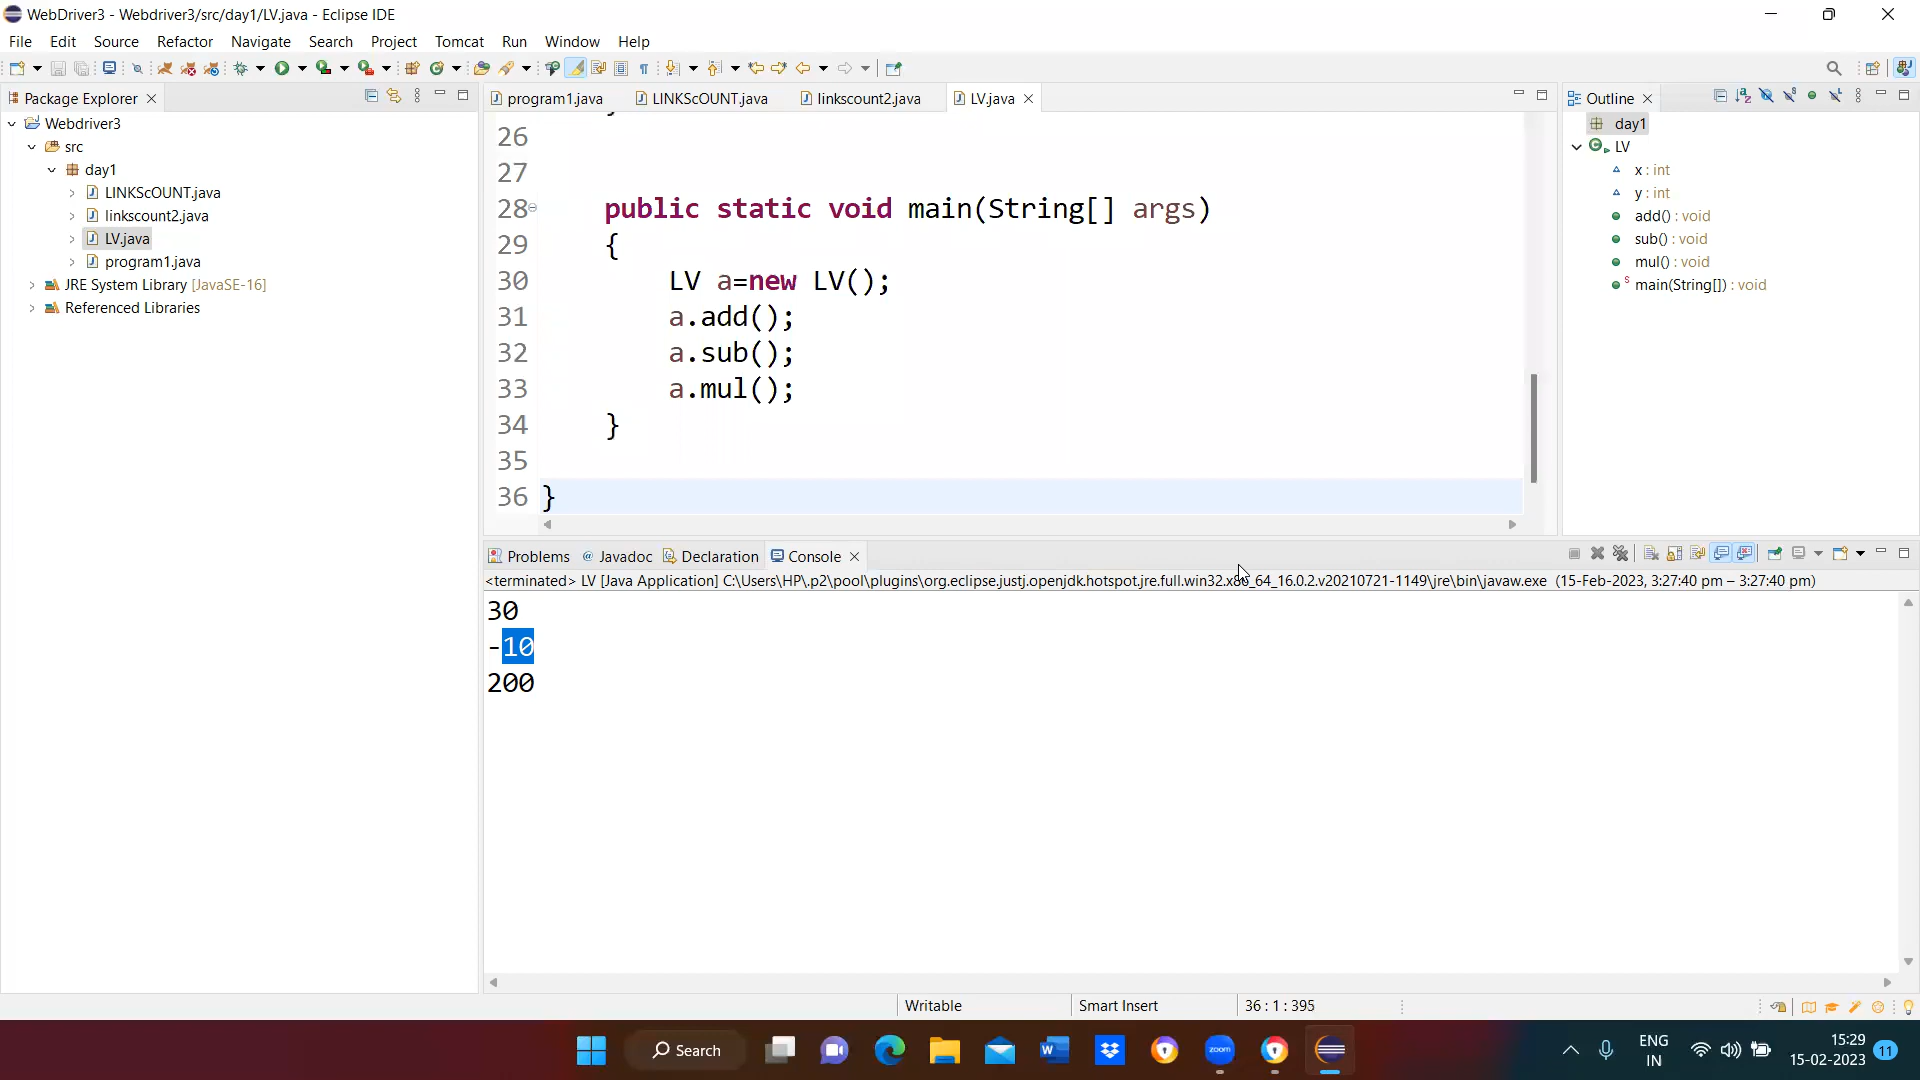 WebDriver3 - Webdriver3/src/day1/LV.java - Eclipse IDE
File Edit Source Refactor Navigate Search Project Tomcat Run Window Help
Package Explorer
Webdriver3
src
day1
LINKScOUNT.java
linkscount2.java
LV.java
program1.java
JRE System Library [JavaSE-16]
Referenced Libraries
program1.java LINKScOUNT.java linkscount2.java LV.java
26
27
28 public static void main(String[] args)
29 {
30 LV a=new LV();
31 a.add();
32 a.sub();
33 a.mul();
34 }
35
36 }
Outline
day1
LV
x : int
y : int
add() : void
sub() : void
mul() : void
main(String[]) : void
Problems Javadoc Declaration Console
<terminated> LV [Java Application] C:\Users\HP\.p2\pool\plugins\org.eclipse.justj.openjdk.hotspot.jre.full.win32.x86_64_16.0.2.v20210721-1149\jre\bin\javaw.exe (15-Feb-2023, 3:27:40 pm – 3:27:40 pm)
30
-10
200
Writable Smart Insert 36 : 1 : 395
Search
zoom
ENG
IN
15:29
15-02-2023
11